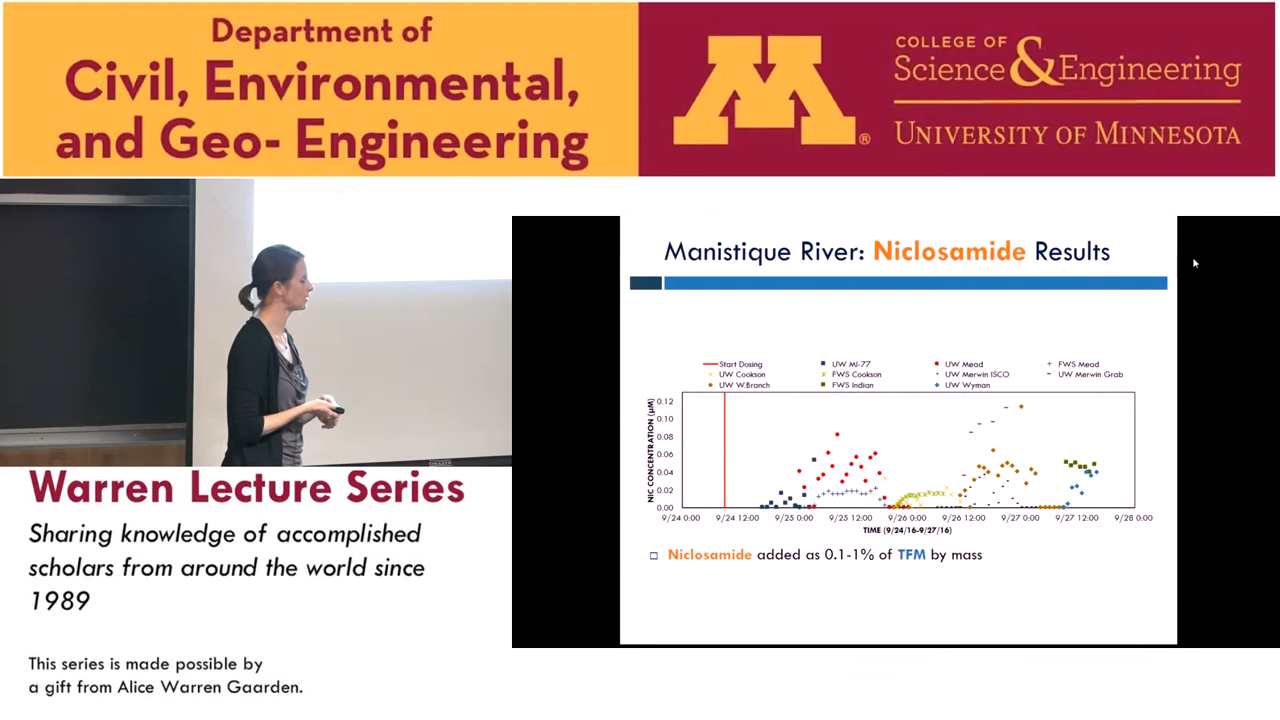 Department of
Civil, Environmental,
and Geo- Engineering
M®
COLLEGE OF
Science & Engineering
UNIVERSITY OF MINNESOTA
Manistique River: Niclosamide Results
Start Dosing
UW MI-77
UW Mead
FWS Mead
UW Cookson
FWS Cookson
UW Merwin ISCO
UW Merwin Grab
UW W.Branch
FWS Indian
UW Wyman
NIC CONCENTRATION (µM)
0.12
0.10
0.08
0.06
0.04
0.02
0.00
9/24 0:00 9/24 12:00 9/25 0:00 9/25 12:00 9/26 0:00 9/26 12:00 9/27 0:00 9/27 12:00 9/28 0:00
TIME (9/24/16-9/27/16)
Niclosamide added as 0.1-1% of TFM by mass
Warren Lecture Series
Sharing knowledge of accomplished
scholars from around the world since
1989
This series is made possible by
a gift from Alice Warren Gaarden.